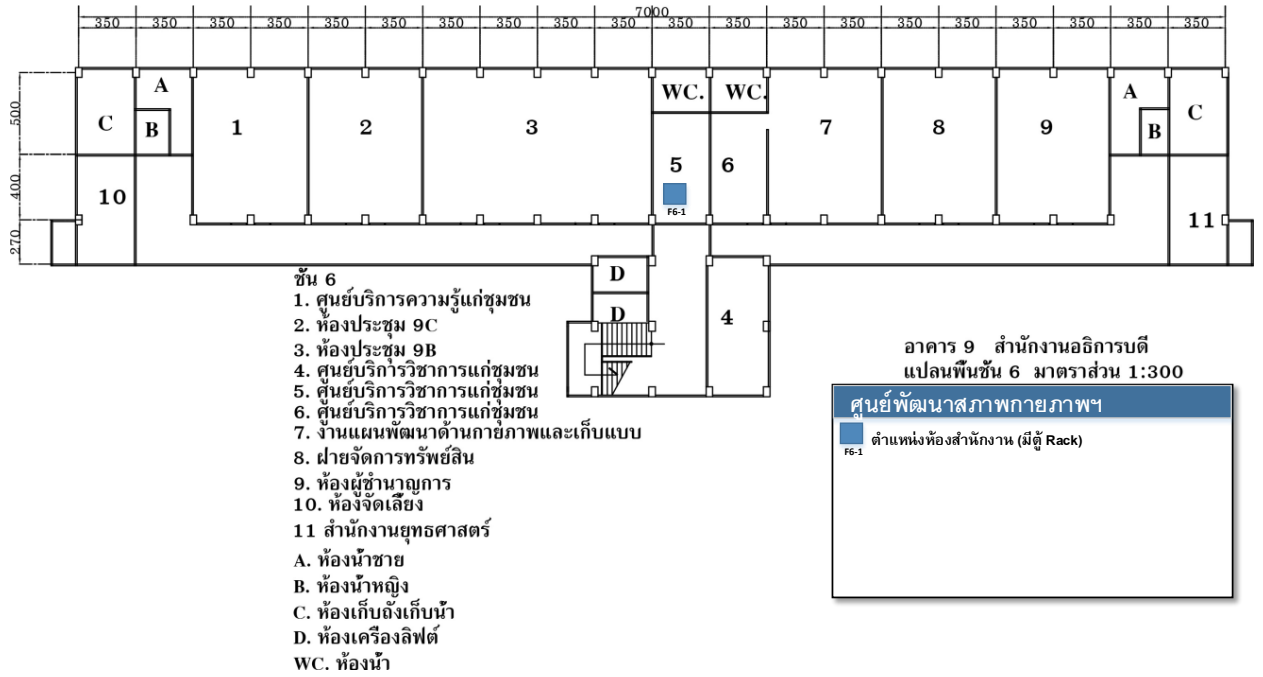 7000
350 350 350 350 350 350 350 350 350 350 350 350 350 350 350 350 350 350 350 350
500
400
270
C A B 1 2 3 WC. WC. 7 8 9 A B C
10 5 6 11
F6-1
D
D
4
ชั้น 6
1. ศูนย์บริการความรู้แก่ชุมชน
2. ห้องประชุม 9C
3. ห้องประชุม 9B
4. ศูนย์บริการวิชาการแก่ชุมชน
5. ศูนย์บริการวิชาการแก่ชุมชน
6. ศูนย์บริการวิชาการแก่ชุมชน
7. งานแผนพัฒนาด้านกายภาพและเก็บแบบ
8. ฝ่ายจัดการทรัพย์สิน
9. ห้องผู้ชำนาญการ
10. ห้องจัดเลี้ยง
11 สำนักงานยุทธศาสตร์
A. ห้องน้ำชาย
B. ห้องน้ำหญิง
C. ห้องเก็บถังเก็บน้ำ
D. ห้องเครื่องลิฟต์
WC. ห้องน้ำ
อาคาร 9 สำนักงานอธิการบดี
แปลนพื้นชั้น 6 มาตราส่วน 1:300
ศูนย์พัฒนาสภาพกายภาพฯ
F6-1 ตำแหน่งห้องสำนักงาน (มีตู้ Rack)